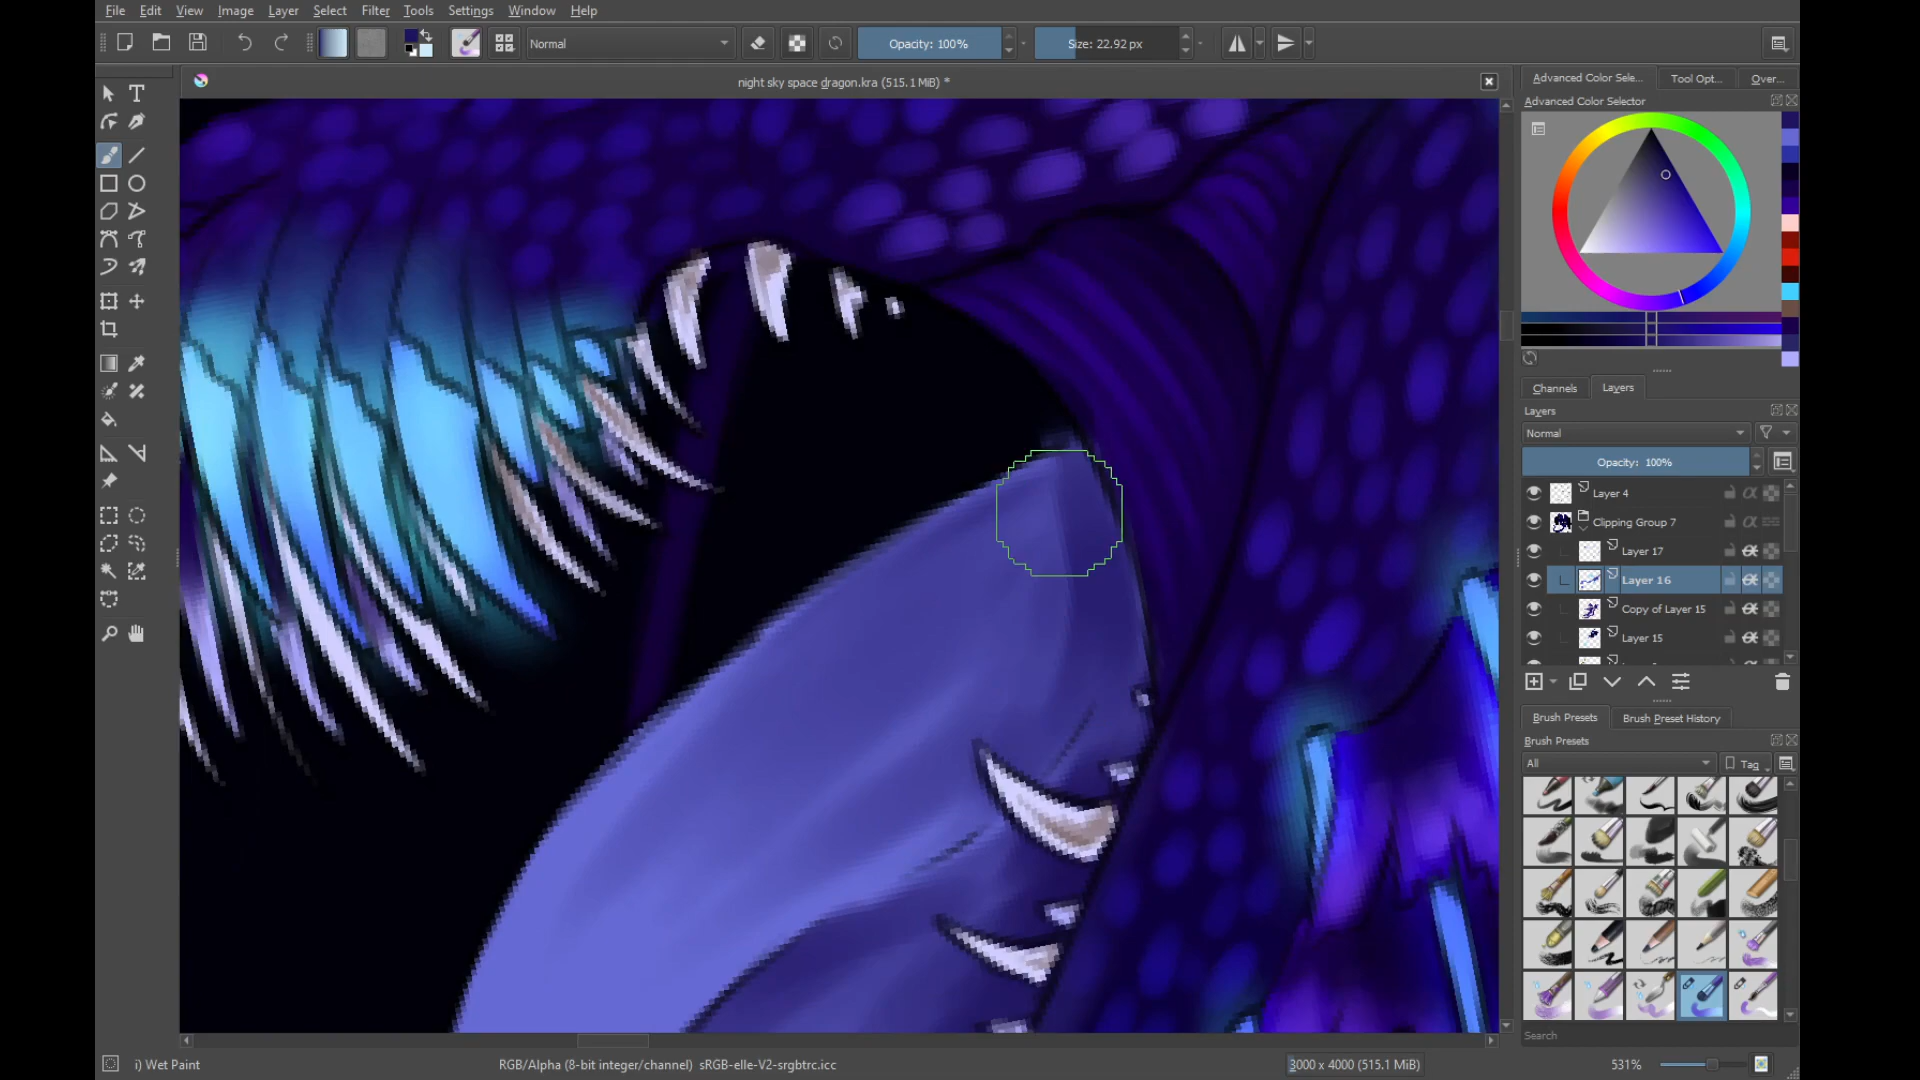 File Edit View Image Layer Select Filter Tools Settings Window Help
Normal Opacity: 100% Size: 22.92 px
night sky space dragon.kra (515.1 MiB) *
Advanced Color Sele... Tool Opt... Over...
Advanced Color Selector
Channels Layers
Layers
Normal
Opacity: 100%
Layer 4
Clipping Group 7
Layer 17
Layer 16
Copy of Layer 15
Layer 15
Brush Presets Brush Preset History
Brush Presets
All Tag
Search
i) Wet Paint RGB/Alpha (8-bit integer/channel) sRGB-elle-V2-srgbtrc.icc 3000 x 4000 (515.1 MiB) 531%